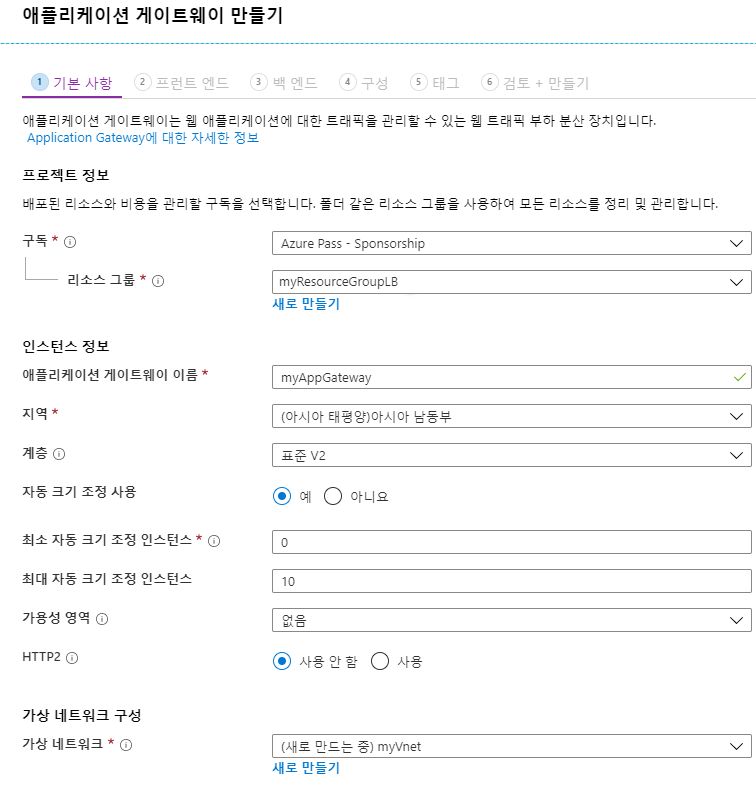 애플리케이션 게이트웨이 만들기
1 기본 사항 2 프런트 엔드 3 백 엔드 4 구성 5 태그 6 검토 + 만들기
애플리케이션 게이트웨이는 웹 애플리케이션에 대한 트래픽을 관리할 수 있는 웹 트래픽 부하 분산 장치입니다.
Application Gateway에 대한 자세한 정보
프로젝트 정보
배포된 리소스와 비용을 관리할 구독을 선택합니다. 폴더 같은 리소스 그룹을 사용하여 모든 리소스를 정리 및 관리합니다.
구독 * Azure Pass - Sponsorship
리소스 그룹 * myResourceGroupLB
새로 만들기
인스턴스 정보
애플리케이션 게이트웨이 이름 * myAppGateway
지역 * (아시아 태평양)아시아 남동부
계층 표준 V2
자동 크기 조정 사용 예 아니요
최소 자동 크기 조정 인스턴스 * 0
최대 자동 크기 조정 인스턴스 10
가용성 영역 없음
HTTP2 사용 안 함 사용
가상 네트워크 구성
가상 네트워크 * (새로 만드는 중) myVnet
새로 만들기